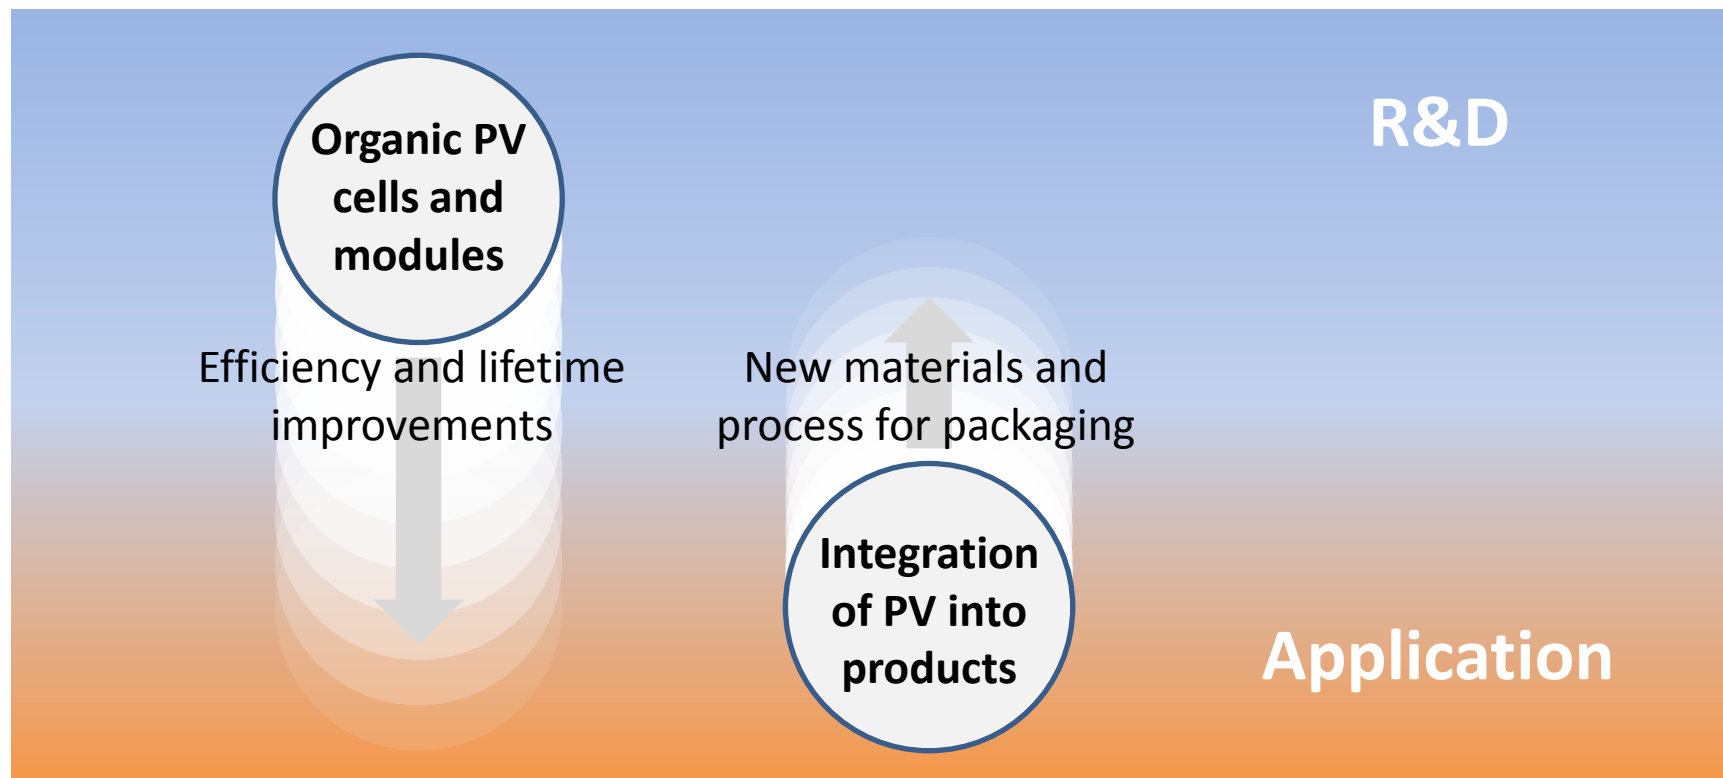 Organic PV
cells and
modules
R&D
Efficiency and lifetime
improvements
New materials and
process for packaging
Integration
of PV into
products
Application